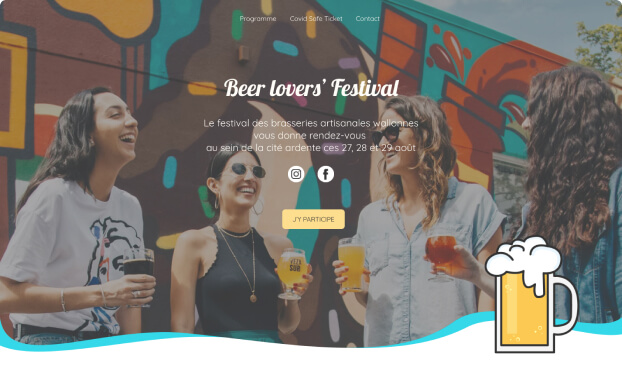 Programme Covid Safe Ticket Contact
Beer lovers' Festival
Le festival des brasseries artisanales wallonnes
vous donne rendez-vous
au sein de la cité ardente ces 27, 28 et 29 août
J'Y PARTICIPE